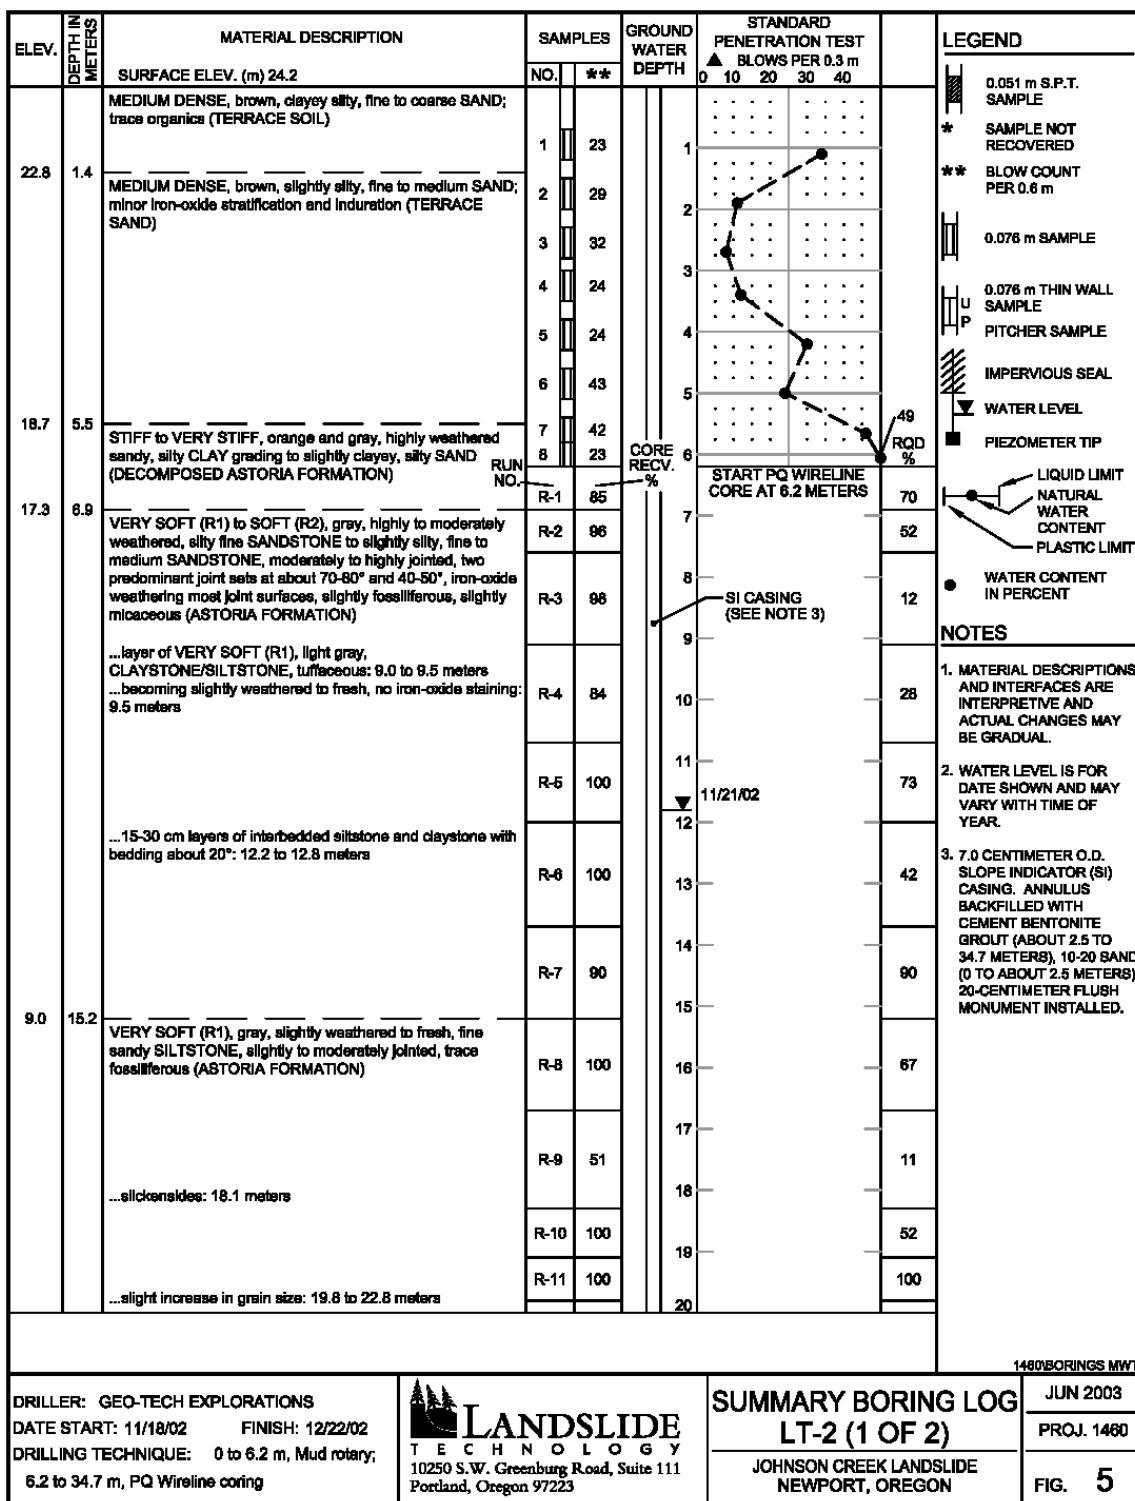 ELEV.
DEPTH IN METERS
MATERIAL DESCRIPTION
SURFACE ELEV. (m) 24.2
SAMPLES
NO.
**
GROUND WATER DEPTH
STANDARD
PENETRATION TEST
▲ BLOWS PER 0.3 m
0 10 20 30 40
MEDIUM DENSE, brown, clayey silty, fine to coarse SAND;
trace organics (TERRACE SOIL)
22.8 1.4
MEDIUM DENSE, brown, slightly silty, fine to medium SAND;
minor iron-oxide stratification and induration (TERRACE
SAND)
18.7 5.5
STIFF to VERY STIFF, orange and gray, highly weathered
sandy, silty CLAY grading to slightly clayey, silty SAND
(DECOMPOSED ASTORIA FORMATION)
17.3 6.9
VERY SOFT (R1) to SOFT (R2), gray, highly to moderately
weathered, silty fine SANDSTONE to slightly silty, fine to
medium SANDSTONE, moderately to highly jointed, two
predominant joint sets at about 70-80° and 40-50°, iron-oxide
weathering most joint surfaces, slightly fossiliferous, slightly
micaceous (ASTORIA FORMATION)
...layer of VERY SOFT (R1), light gray,
CLAYSTONE/SILTSTONE, tuffaceous: 9.0 to 9.5 meters
...becoming slightly weathered to fresh, no iron-oxide staining:
9.5 meters
...15-30 cm layers of interbedded siltstone and claystone with
bedding about 20°: 12.2 to 12.8 meters
9.0 15.2
VERY SOFT (R1), gray, slightly weathered to fresh, fine
sandy SILTSTONE, slightly to moderately jointed, trace
fossiliferous (ASTORIA FORMATION)
...slickensides: 18.1 meters
...slight increase in grain size: 19.8 to 22.8 meters
1 23
2 29
3 32
4 24
5 24
6 43
7 42
8 23
RUN
NO.
CORE
RECV.
%
R-1 85
R-2 96
R-3 98
R-4 84
R-5 100
R-6 100
R-7 90
R-8 100
R-9 51
R-10 100
R-11 100
1
2
3
4
5
6
7
8
9
10
11
12
13
14
15
16
17
18
19
20
START PQ WIRELINE
CORE AT 6.2 METERS
SI CASING
(SEE NOTE 3)
11/21/02
49
RQD
%
70
52
12
28
73
42
90
67
11
52
100
LEGEND
0.051 m S.P.T.
SAMPLE
* SAMPLE NOT
RECOVERED
** BLOW COUNT
PER 0.6 m
0.076 m SAMPLE
0.076 m THIN WALL
U SAMPLE
P PITCHER SAMPLE
IMPERVIOUS SEAL
WATER LEVEL
PIEZOMETER TIP
LIQUID LIMIT
NATURAL
WATER
CONTENT
PLASTIC LIMIT
WATER CONTENT
IN PERCENT
NOTES
1. MATERIAL DESCRIPTIONS
AND INTERFACES ARE
INTERPRETIVE AND
ACTUAL CHANGES MAY
BE GRADUAL.
2. WATER LEVEL IS FOR
DATE SHOWN AND MAY
VARY WITH TIME OF
YEAR.
3. 7.0 CENTIMETER O.D.
SLOPE INDICATOR (SI)
CASING. ANNULUS
BACKFILLED WITH
CEMENT BENTONITE
GROUT (ABOUT 2.5 TO
34.7 METERS), 10-20 SAND
(0 TO ABOUT 2.5 METERS)
20-CENTIMETER FLUSH
MONUMENT INSTALLED.
1460\BORINGS MWT
DRILLER: GEO-TECH EXPLORATIONS
DATE START: 11/18/02 FINISH: 12/22/02
DRILLING TECHNIQUE: 0 to 6.2 m, Mud rotary;
6.2 to 34.7 m, PQ Wireline coring
LANDSLIDE
TECHNOLOGY
10250 S.W. Greenburg Road, Suite 111
Portland, Oregon 97223
SUMMARY BORING LOG
LT-2 (1 OF 2)
JOHNSON CREEK LANDSLIDE
NEWPORT, OREGON
JUN 2003
PROJ. 1460
FIG. 5